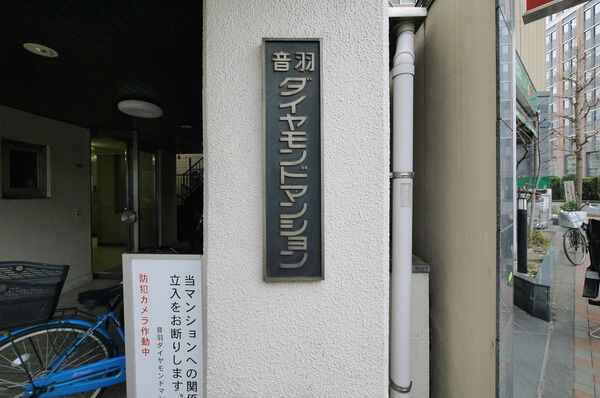 音羽
ダイヤモンドマンション
当マンションへの関係
立入をお断りします。
音羽ダイヤモンドマ
防犯カメラ作動中